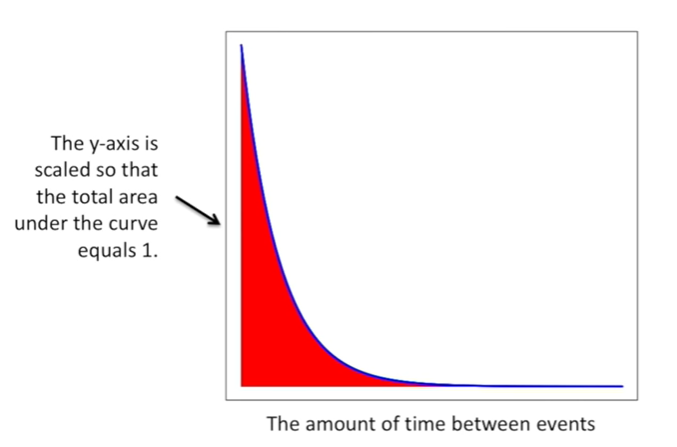 The y-axis is
scaled so that
the total area
under the curve
equals 1.
The amount of time between events